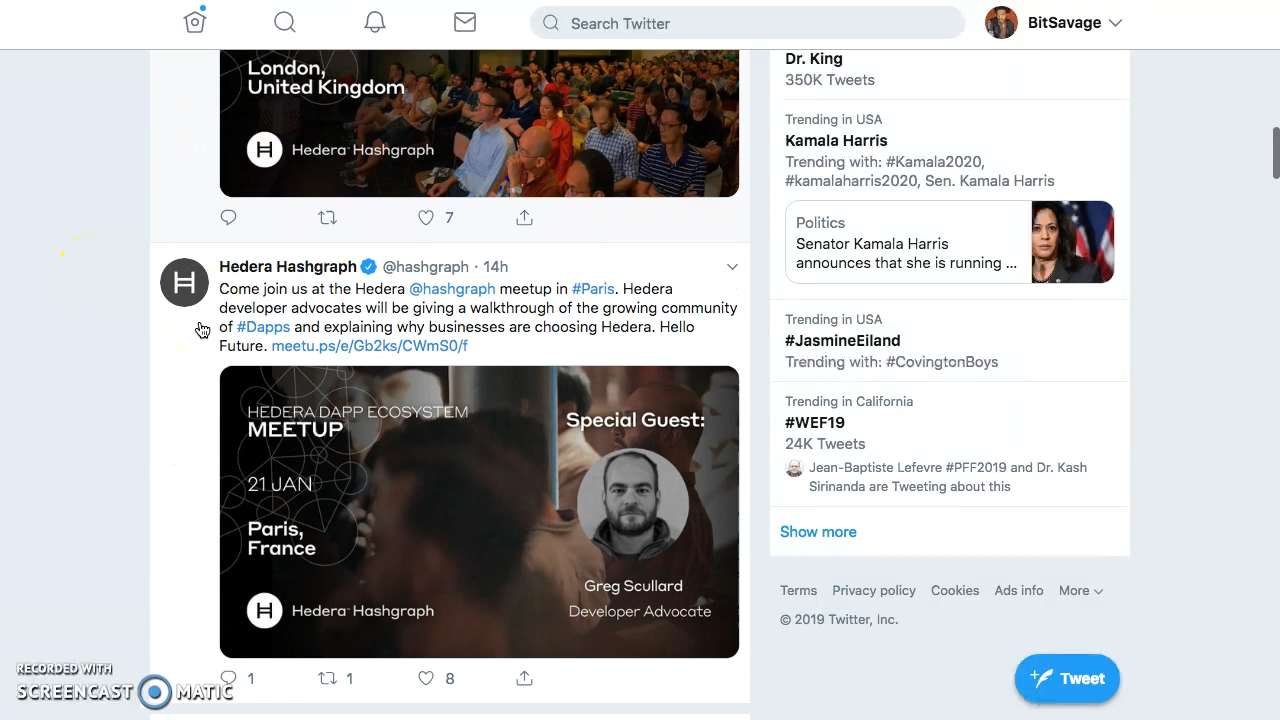 Search Twitter
BitSavage
London,
United Kingdom
Hedera Hashgraph
7
Hedera Hashgraph @hashgraph · 14h
Come join us at the Hedera @hashgraph meetup in #Paris. Hedera
developer advocates will be giving a walkthrough of the growing community
of #Dapps and explaining why businesses are choosing Hedera. Hello
Future. meetu.ps/e/Gb2ks/CWmS0/f
HEDERA DAPP ECOSYSTEM
MEETUP
21 JAN
Paris,
France
Hedera Hashgraph
Special Guest:
Greg Scullard
Developer Advocate
1
1
8
Dr. King
350K Tweets
Trending in USA
Kamala Harris
Trending with: #Kamala2020,
#kamalaharris2020, Sen. Kamala Harris
Politics
Senator Kamala Harris
announces that she is running ...
Trending in USA
#JasmineEiland
Trending with: #CovingtonBoys
Trending in California
#WEF19
24K Tweets
Jean-Baptiste Lefevre #PFF2019 and Dr. Kash
Sirinanda are Tweeting about this
Show more
Terms Privacy policy Cookies Ads info More
© 2019 Twitter, Inc.
Tweet
RECORDED WITH
SCREENCAST MATIC